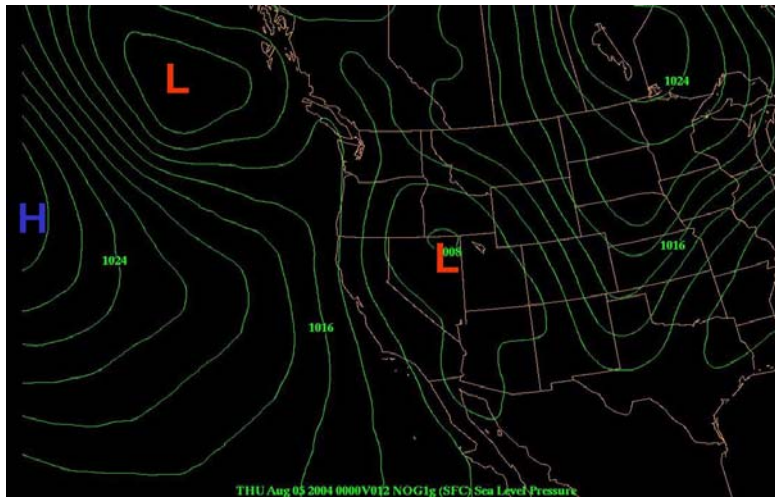 L
1024
H
1024
1016
L
008
1016
THU Aug 05 2004 0000V012 NOG1g (SFC) Sea Level Pressure